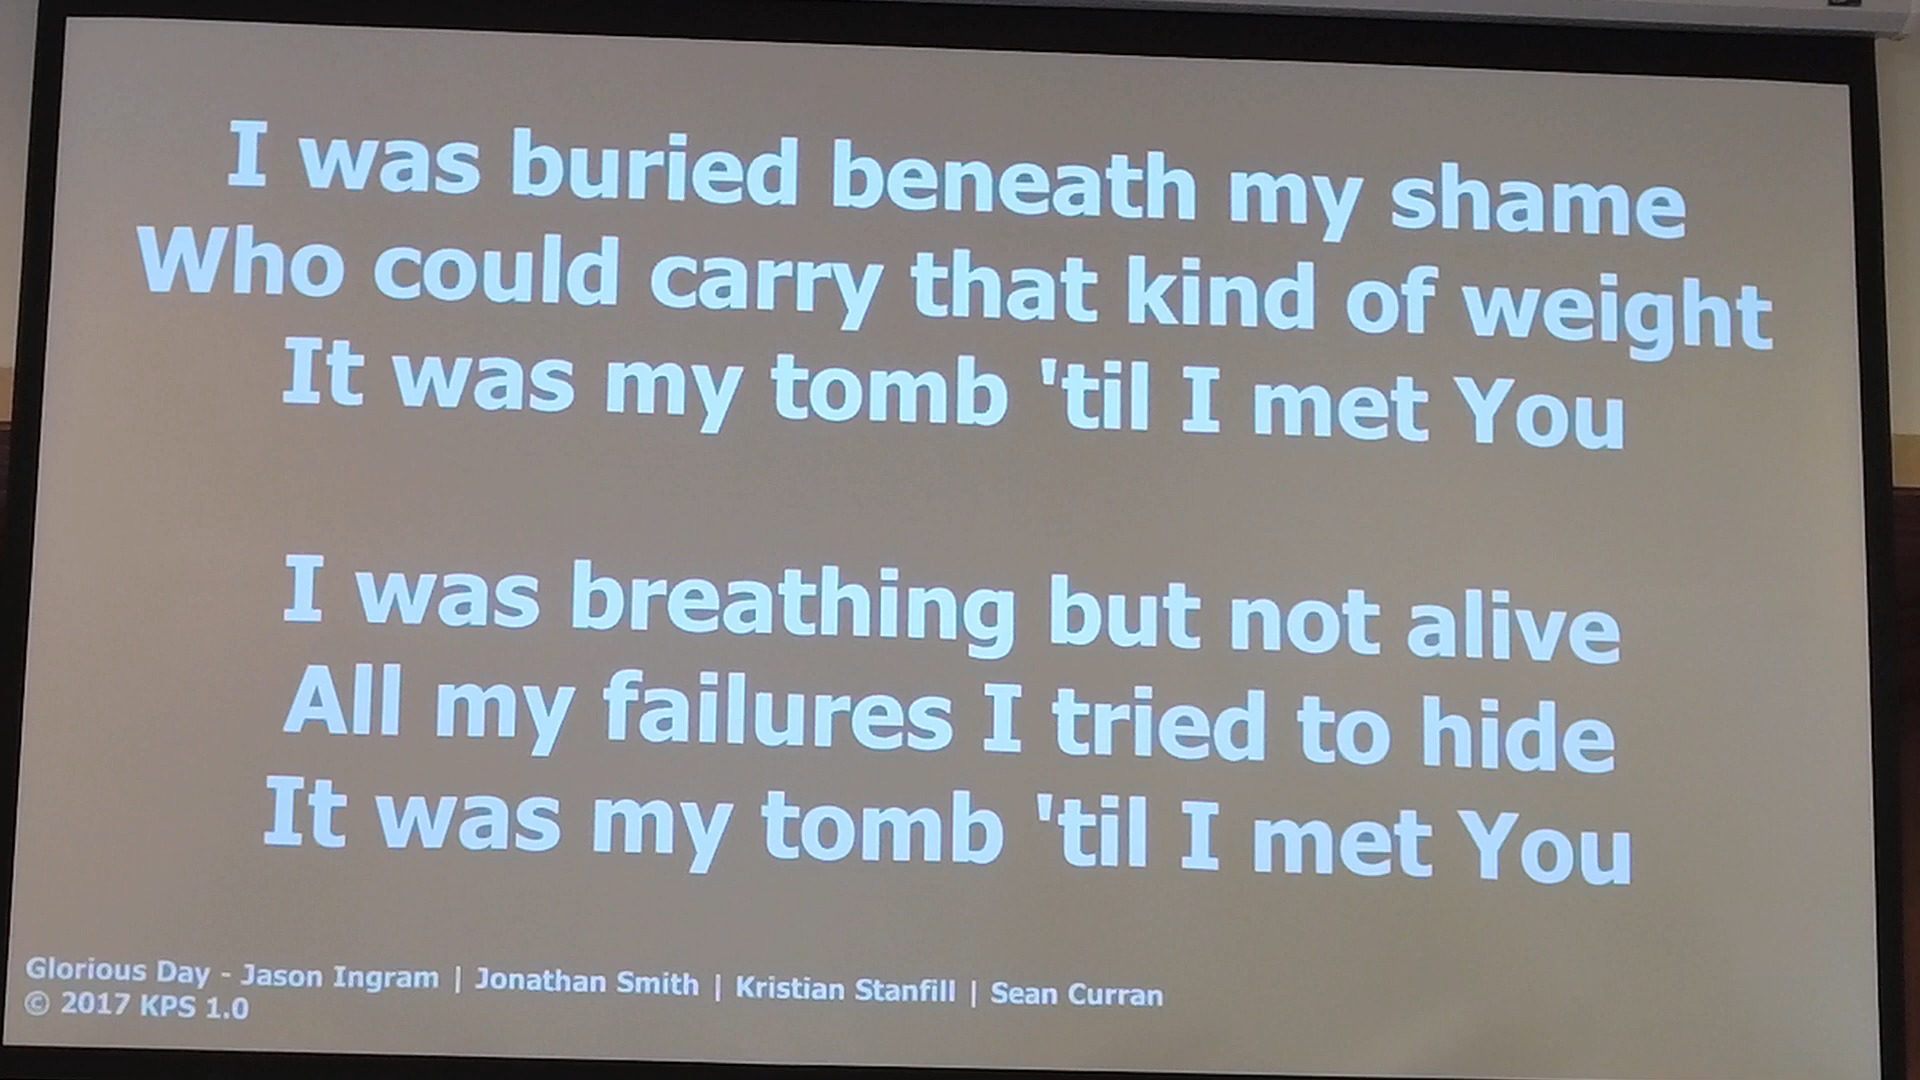 I was buried beneath my shame
Who could carry that kind of weight
It was my tomb 'til I met You
I was breathing but not alive
All my failures I tried to hide
It was my tomb 'til I met You
Glorious Day - Jason Ingram | Jonathan Smith | Kristian Stanfill | Sean Curran
© 2017 KPS 1.0